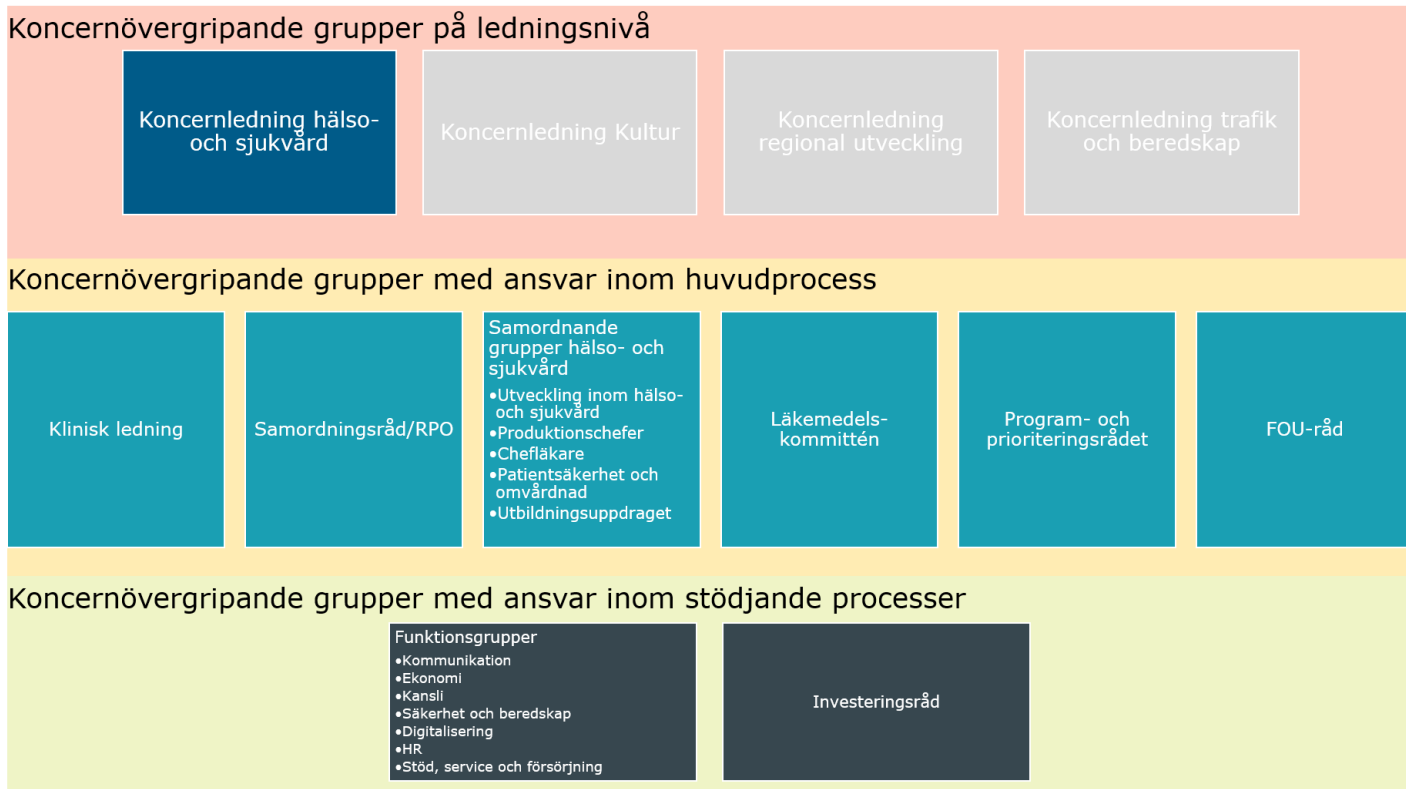 Koncernövergripande grupper på ledningsnivå
Koncernledning hälso-
och sjukvård
Koncernledning Kultur
Koncernledning
regional utveckling
Koncernledning trafik
och beredskap
Koncernövergripande grupper med ansvar inom huvudprocess
Klinisk ledning
Samordningsråd/RPO
Samordnande
grupper hälso- och
sjukvård
•Utveckling inom hälso-
och sjukvård
•Produktionschefer
•Chefläkare
•Patientsäkerhet och
omvårdnad
•Utbildningsuppdraget
Läkemedels-
kommittén
Program- och
prioriteringsrådet
FOU-råd
Koncernövergripande grupper med ansvar inom stödjande processer
Funktionsgrupper
•Kommunikation
•Ekonomi
•Kansli
•Säkerhet och beredskap
•Digitalisering
•HR
•Stöd, service och försörjning
Investeringsråd